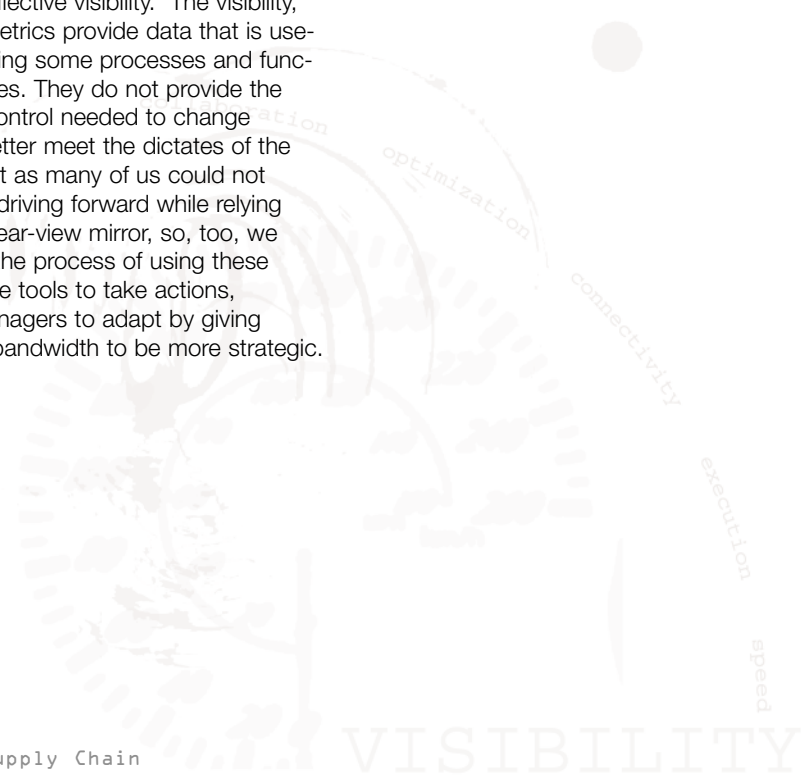 flective visibility.” The visibility,
etrics provide data that is use-
ing some processes and func-
es. They do not provide the
ontrol needed to change
etter meet the dictates of the
t as many of us could not
driving forward while relying
ear-view mirror, so, too, we
he process of using these
e tools to take actions,
nagers to adapt by giving
bandwidth to be more strategic.
collaboration
optimization
connectivity
execution
speed
VISIBILITY
upply Chain